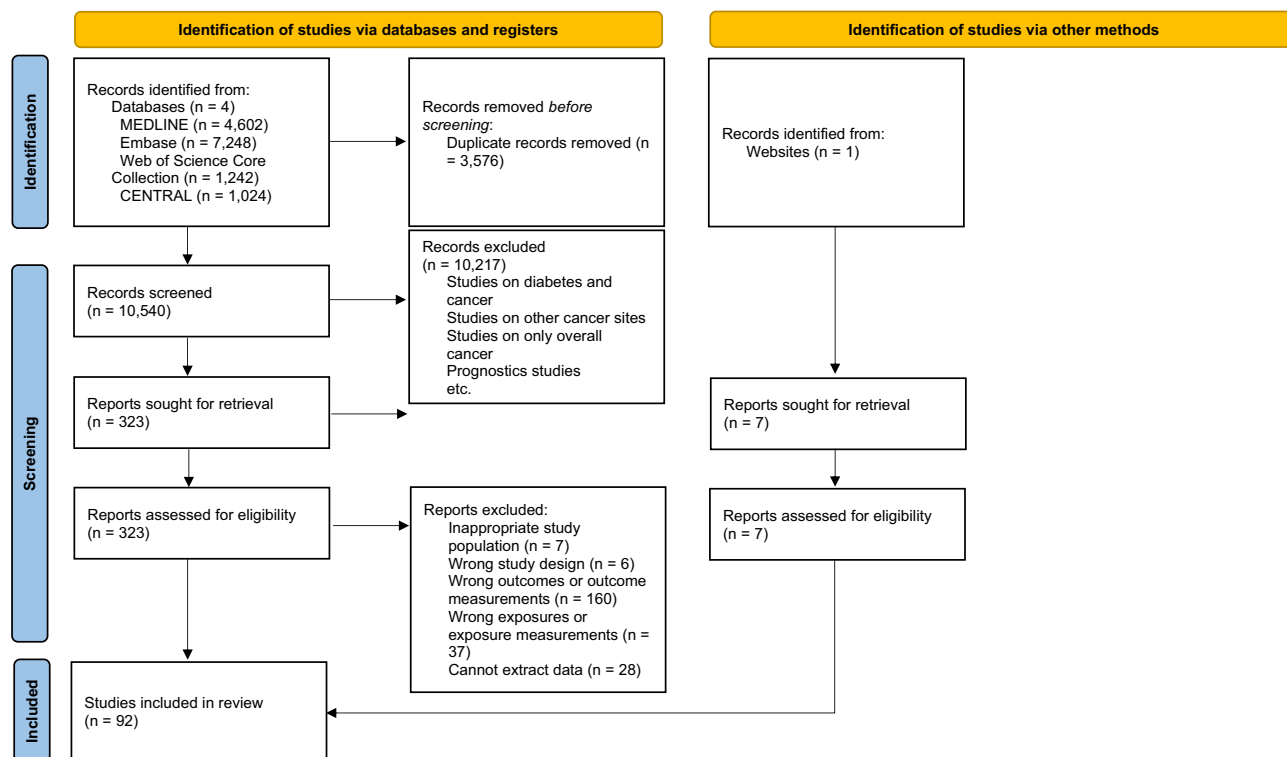 Identification of studies via databases and registers
Identification of studies via other methods
Identification
Records identified from:
Databases (n = 4)
MEDLINE (n = 4,602)
Embase (n = 7,248)
Web of Science Core
Collection (n = 1,242)
CENTRAL (n = 1,024)
Records removed before
screening:
Duplicate records removed (n
= 3,576)
Records identified from:
Websites (n = 1)
Screening
Records screened
(n = 10,540)
Records excluded
(n = 10,217)
Studies on diabetes and
cancer
Studies on other cancer sites
Studies on only overall
cancer
Prognostics studies
etc.
Reports sought for retrieval
(n = 323)
Reports sought for retrieval
(n = 7)
Reports assessed for eligibility
(n = 323)
Reports excluded:
Inappropriate study
population (n = 7)
Wrong study design (n = 6)
Wrong outcomes or outcome
measurements (n = 160)
Wrong exposures or
exposure measurements (n =
37)
Cannot extract data (n = 28)
Reports assessed for eligibility
(n = 7)
Included
Studies included in review
(n = 92)